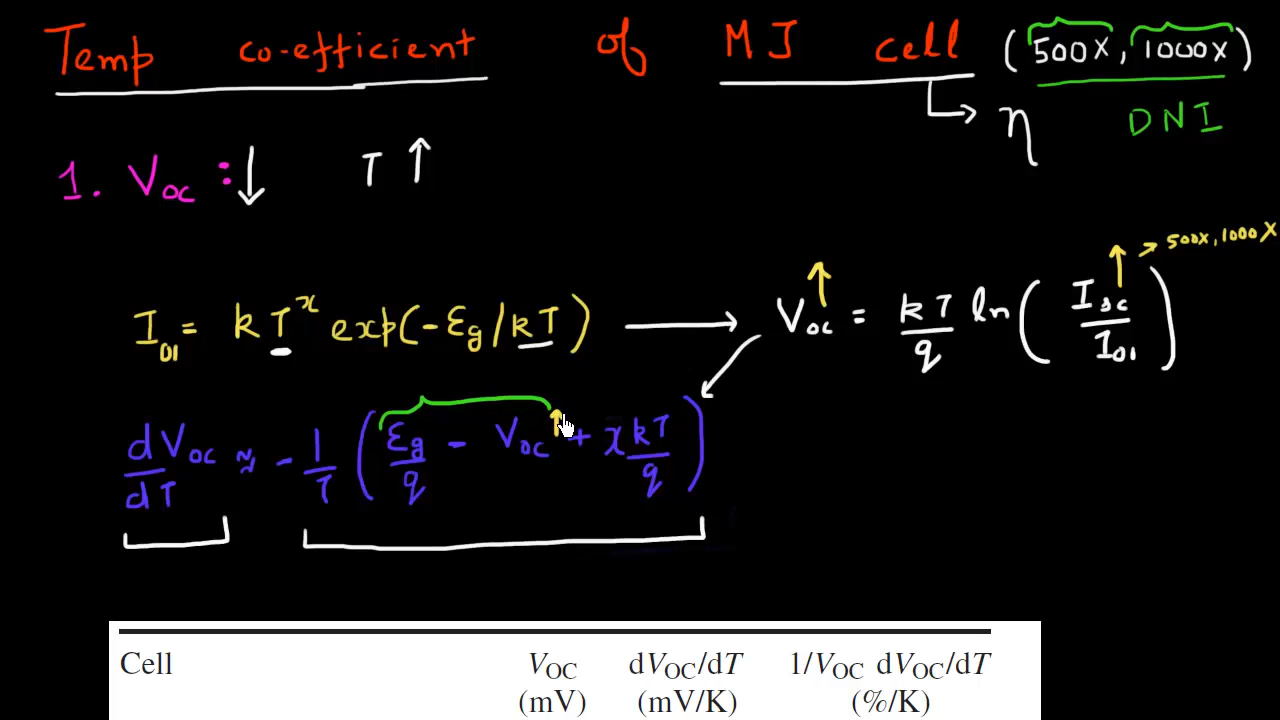 Temp co-efficient of MJ cell (500X, 1000X)
η DNI
1. Voc :↓ T ↑
→ 500x, 1000X
I01 = kT^x exp(-Eg/kT) → Voc = kT/q ln(Isc/I01)
dVoc/dT ≈ -1/T (Eg/q - Voc + xkT/q)
Cell VOC dVOC/dT 1/VOC dVOC/dT
(mV) (mV/K) (%/K)